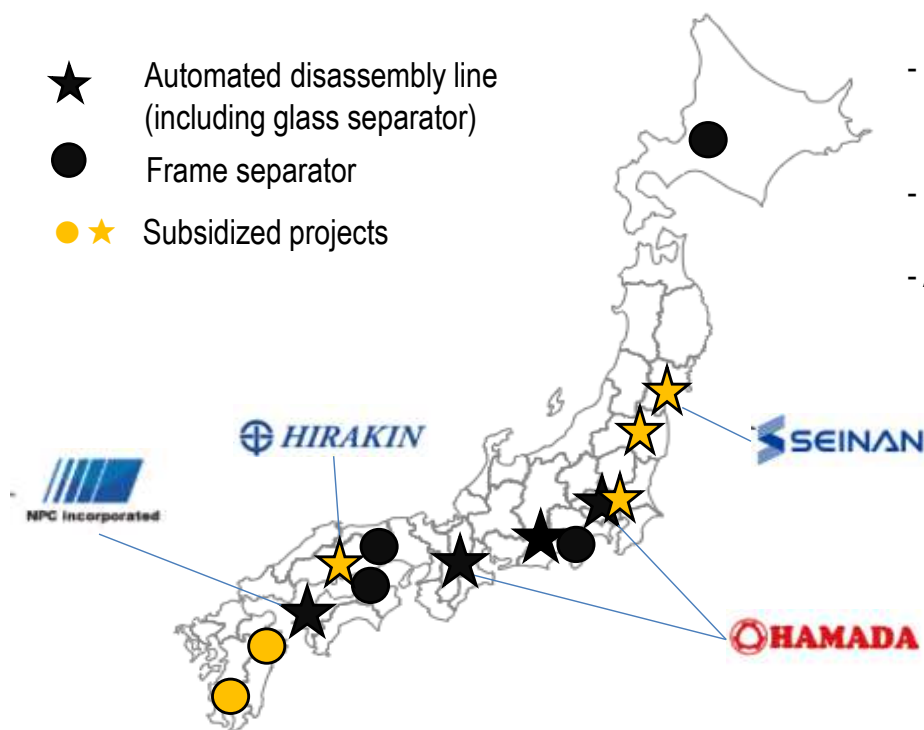 Automated disassembly line
(including glass separator)
Frame separator
Subsidized projects
HIRAKIN
NPC Incorporated
SEINAN
HAMADA